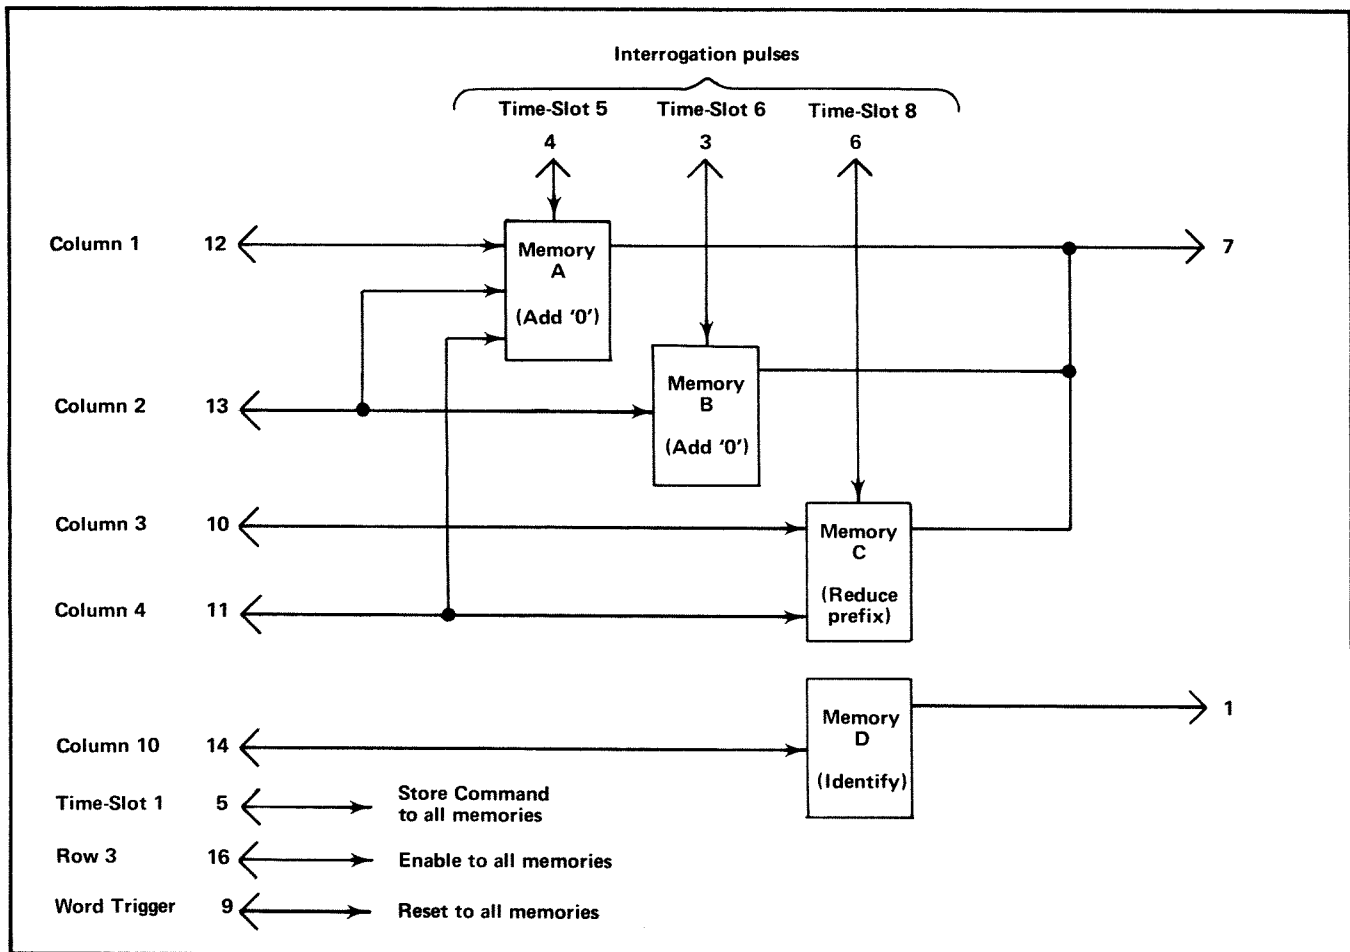 Interrogation pulses
Time-Slot 5 Time-Slot 6 Time-Slot 8
4 3 6
Column 1 12
Memory
A
(Add ‘0’)
7
Column 2 13
Memory
B
(Add ‘0’)
Column 3 10
Memory
C
(Reduce
prefix)
Column 4 11
Memory
D
(Identify)
1
Column 10 14
Time-Slot 1 5 Store Command
to all memories
Row 3 16 Enable to all memories
Word Trigger 9 Reset to all memories